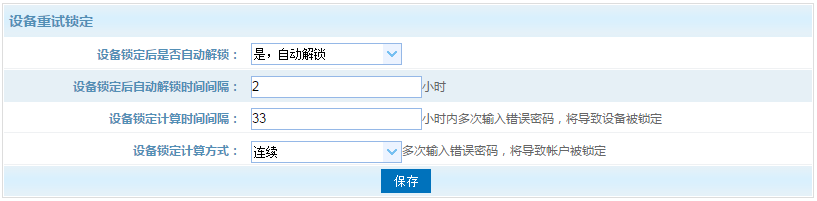 设备重试锁定
设备锁定后是否自动解锁： 是，自动解锁
设备锁定后自动解锁时间间隔： 2 小时
设备锁定计算时间间隔： 33 小时内多次输入错误密码，将导致设备被锁定
设备锁定计算方式： 连续 多次输入错误密码，将导致帐户被锁定
保存